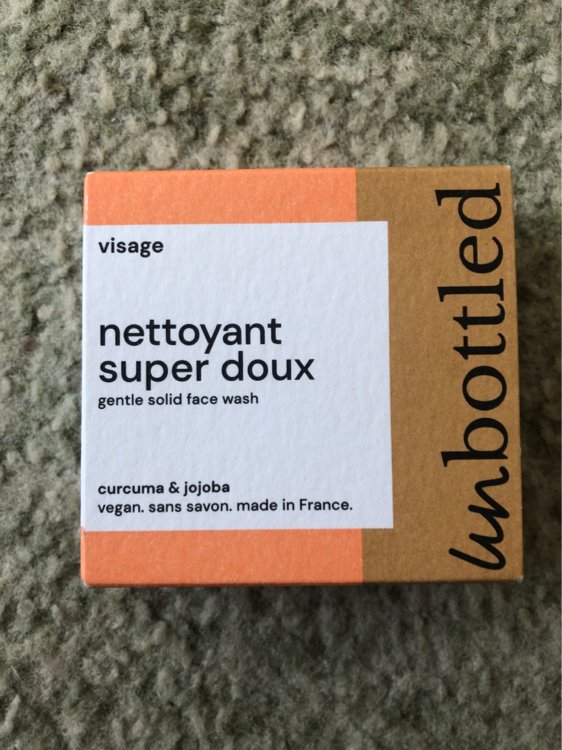 visage
nettoyant
super doux
gentle solid face wash
curcuma & jojoba
vegan. sans savon. made in France.
unbottled